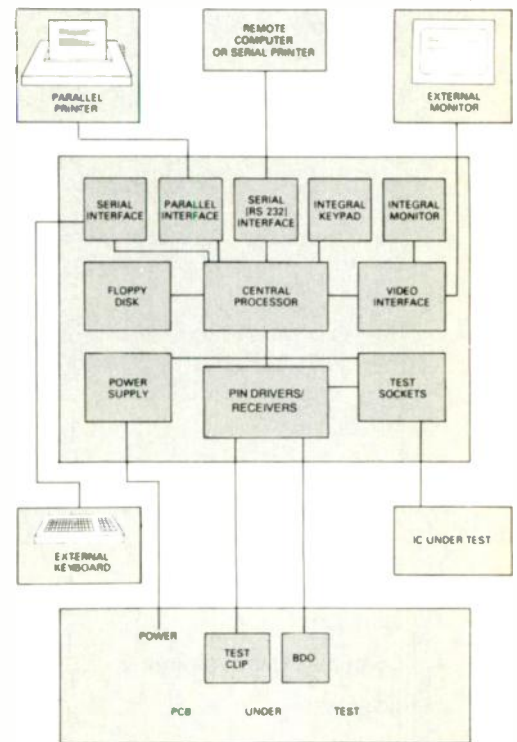 REMOTE
COMPUTER
OR SERIAL PRINTER
PARALLEL
PRINTER
EXTERNAL
MONITOR
SERIAL
INTERFACE
PARALLEL
INTERFACE
SERIAL
(RS 232)
INTERFACE
INTEGRAL
KEYPAD
INTEGRAL
MONITOR
FLOPPY
DISK
CENTRAL
PROCESSOR
VIDEO
INTERFACE
POWER
SUPPLY
PIN DRIVERS/
RECEIVERS
TEST
SOCKETS
EXTERNAL
KEYBOARD
IC UNDER TEST
POWER
TEST
CLIP
BDO
PCB UNDER TEST